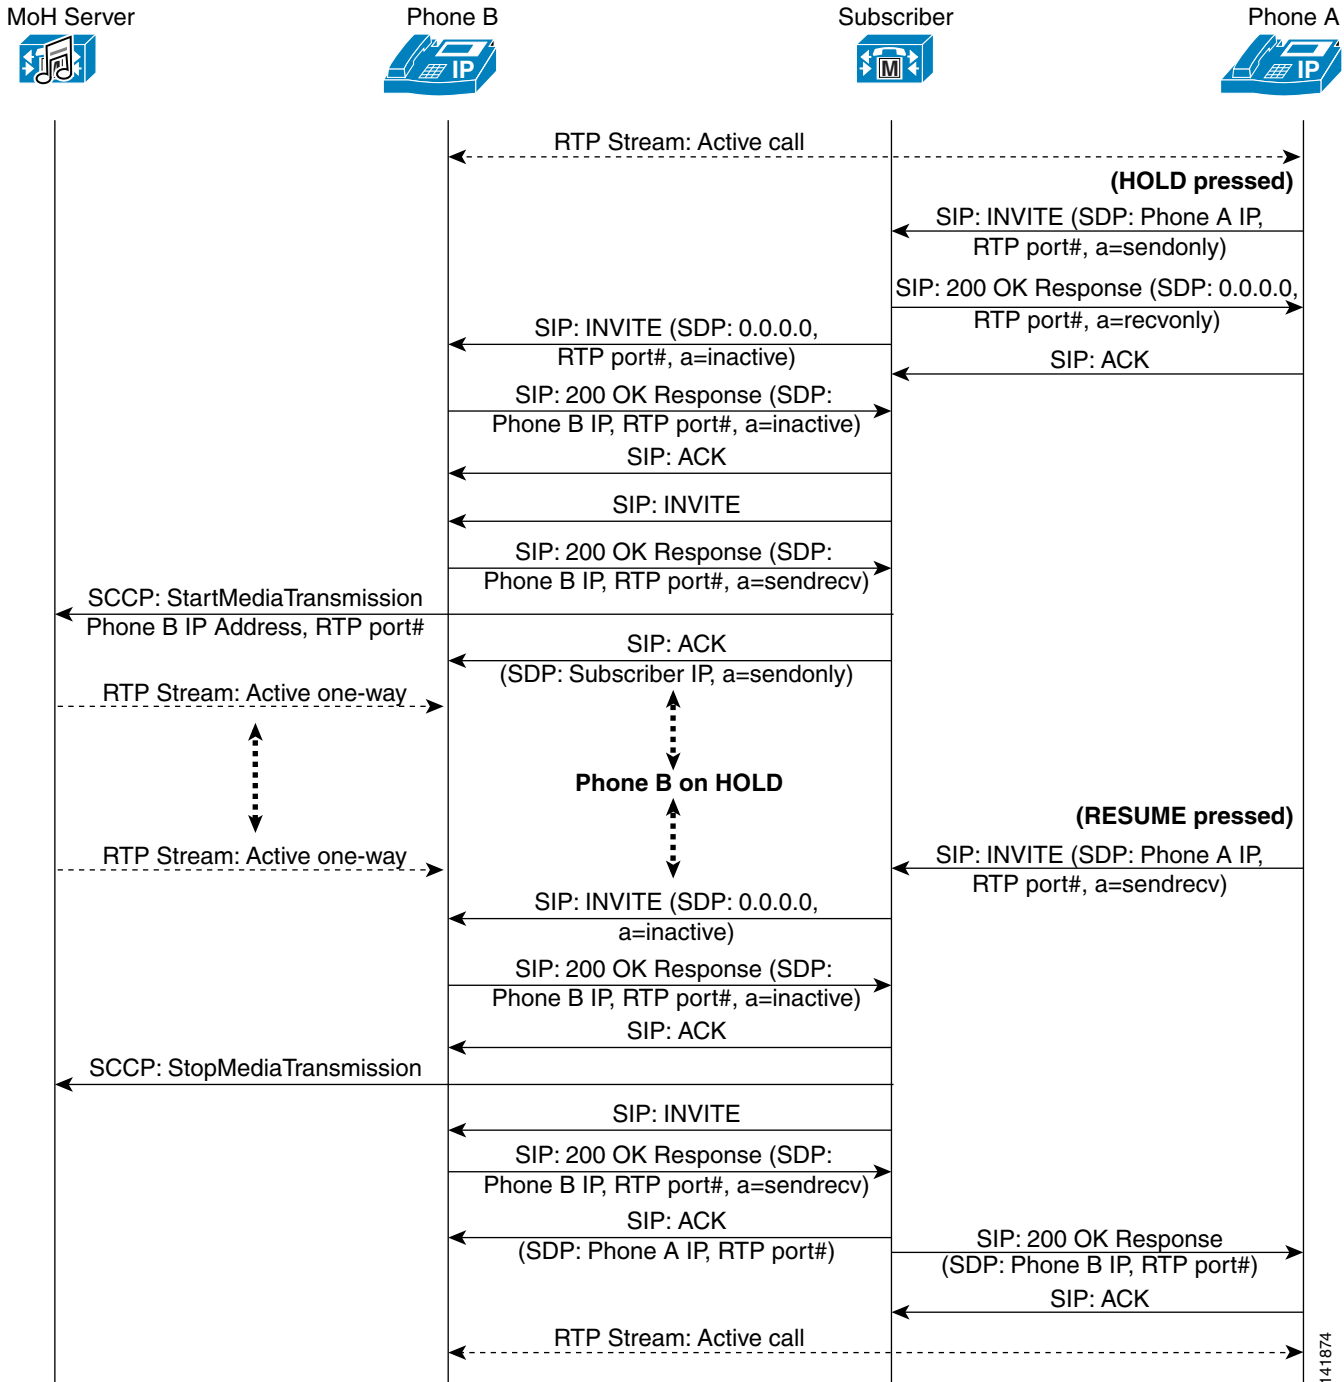 MoH Server
Phone B
Subscriber
Phone A
IP
M
IP
RTP Stream: Active call
(HOLD pressed)
SIP: INVITE (SDP: Phone A IP,
RTP port#, a=sendonly)
SIP: 200 OK Response (SDP: 0.0.0.0,
RTP port#, a=recvonly)
SIP: INVITE (SDP: 0.0.0.0,
RTP port#, a=inactive)
SIP: ACK
SIP: 200 OK Response (SDP:
Phone B IP, RTP port#, a=inactive)
SIP: ACK
SIP: INVITE
SIP: 200 OK Response (SDP:
Phone B IP, RTP port#, a=sendrecv)
SCCP: StartMediaTransmission
Phone B IP Address, RTP port#
SIP: ACK
(SDP: Subscriber IP, a=sendonly)
RTP Stream: Active one-way
Phone B on HOLD
(RESUME pressed)
RTP Stream: Active one-way
SIP: INVITE (SDP: Phone A IP,
RTP port#, a=sendrecv)
SIP: INVITE (SDP: 0.0.0.0,
a=inactive)
SIP: 200 OK Response (SDP:
Phone B IP, RTP port#, a=inactive)
SIP: ACK
SCCP: StopMediaTransmission
SIP: INVITE
SIP: 200 OK Response (SDP:
Phone B IP, RTP port#, a=sendrecv)
SIP: ACK
(SDP: Phone A IP, RTP port#)
SIP: 200 OK Response
(SDP: Phone B IP, RTP port#)
SIP: ACK
RTP Stream: Active call
141874